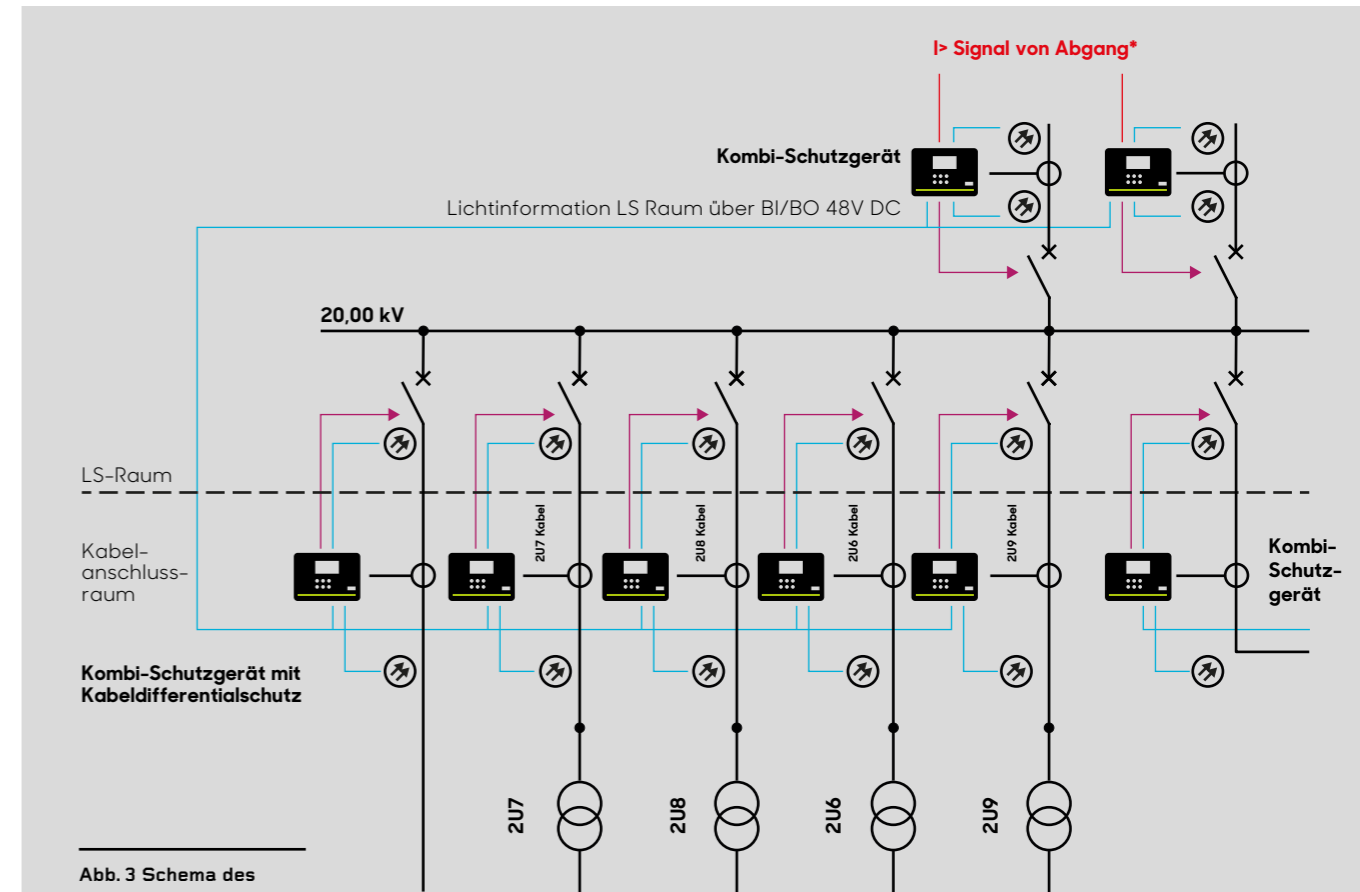 I> Signal von Abgang*
Kombi-Schutzgerät
Lichtinformation LS Raum über BI/BO 48V DC
20,00 kV
LS-Raum
Kabel-
anschluss-
raum
2U7 Kabel
2U8 Kabel
2U6 Kabel
2U9 Kabel
Kombi-
Schutz-
gerät
Kombi-Schutzgerät mit
Kabeldifferentialschutz
2U7
2U8
2U6
2U9
Abb. 3 Schema des